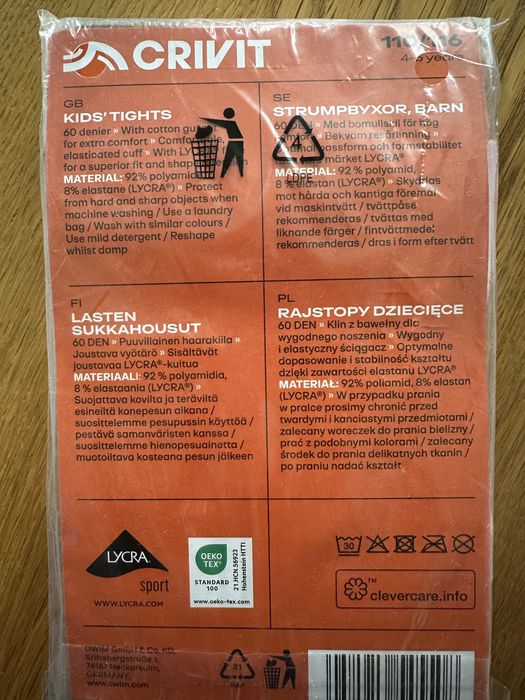 CRIVIT
110/116
4-6 years
GB
KIDS' TIGHTS
60 denier » With cotton gusset
for extra comfort » Comfortable,
elasticated cuff » With LYCRA®
for a superior fit and shape retention
MATERIAL: 92% polyamid,
8% elastane (LYCRA®) » Protect
from hard and sharp objects when
machine washing / Use a laundry
bag / Wash with similar colours /
Use mild detergent / Reshape
whilst damp
SE
STRUMPBYXOR, BARN
60 DEN » Med bomullskil för hög
komfort » Bekväm resårlinning »
passform och formstabilitet
märket LYCRA®
MATERIAL: 92 % polyamid,
8 % elastan (LYCRA®) » Skyddas
mot hårda och kantiga föremål
vid maskintvätt / tvättpåse
rekommenderas / tvättas med
liknande färger / fintvättmedel
rekommenderas / dras i form efter tvätt
4
LDPE
FI
LASTEN
SUKKAHOUSUT
60 DEN » Puuvillainen haarakiila »
Joustava vyötärö » Sisältävät
joustavaa LYCRA®-kuitua
MATERIAALI: 92 % polyamidia,
8 % elastaania (LYCRA®) »
Suojattava kovilta ja teräviltä
esineiltä konepesun aikana /
suosittelemme pesupussin käyttöä /
pestävä samanväristen kanssa /
suosittelemme hienopesuainetta /
muotoiltava kosteana pesun jälkeen
PL
RAJSTOPY DZIECIĘCE
60 DEN » Klin z bawełny dla
wygodnego noszenia » Wygodny
i elastyczny ściągacz » Optymalne
dopasowanie i stabilność kształtu
dzięki zawartości elastanu LYCRA®
MATERIAŁ: 92% poliamid, 8% elastan
(LYCRA®) » W przypadku prania
w pralce prosimy chronić przed
twardymi i kanciastymi przedmiotami /
zalecany woreczek do prania bielizny /
prać z podobnymi kolorami / zalecany
środek do prania delikatnych tkanin /
po praniu nadać kształt
LYCRA®
sport
WWW.LYCRA.COM
OEKO
TEX®
STANDARD
100
21.HCN.56923
Hohenstein HTTI
www.oeko-tex.com
30
™
clevercare.info
OWIM GmbH & Co. KG,
Stiftsbergstraße 1,
74167 Neckarsulm,
GERMANY,
www.owim.com
21
PAP